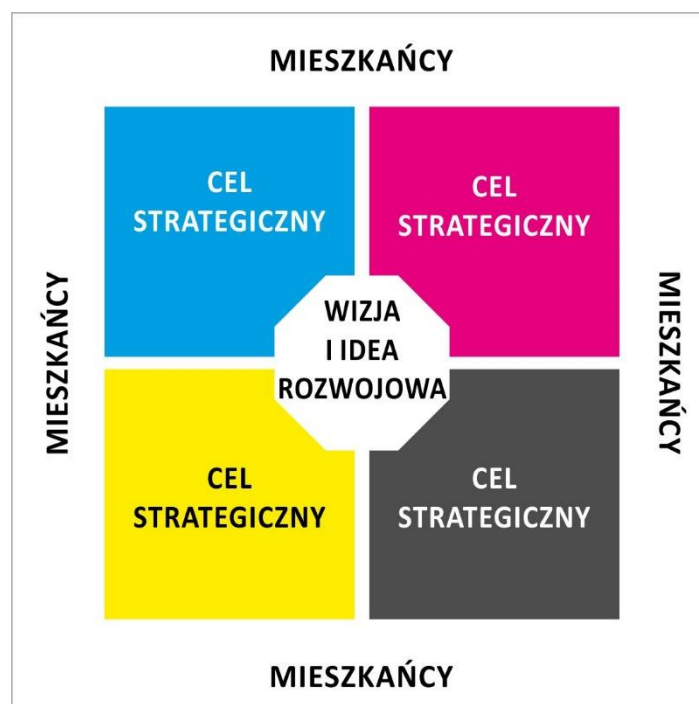 MIESZKAŃCY
CEL
STRATEGICZNY
CEL
STRATEGICZNY
MIESZKAŃCY
WIZJA
I IDEA
ROZWOJOWA
MIESZKAŃCY
CEL
STRATEGICZNY
CEL
STRATEGICZNY
MIESZKAŃCY